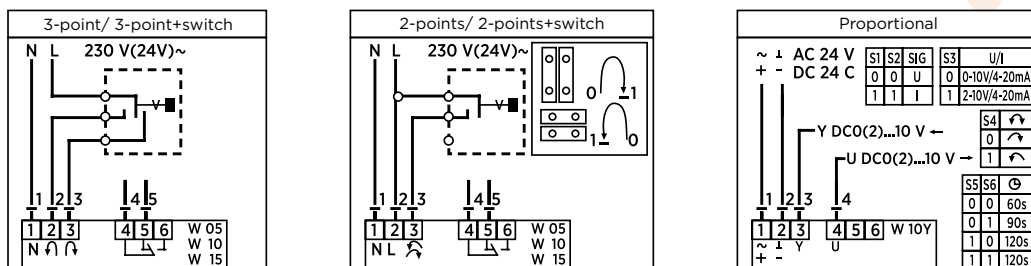 3-point/ 3-point+switch
N L 230 V(24V)~
V
1 2 3 4 5
1 2 3 4 5 6 W 05
N W 10
W 15
2-points/ 2-points+switch
N L 230 V(24V)~
V
0 1
1 0
1 2 3 4 5
1 2 3 4 5 6 W 05
N L W 10
W 15
Proportional
~ ⊥ AC 24 V
+ - DC 24 C
S1 S2 SIG
0 0 U
1 1 I
S3 U/I
0 0-10V/4-20mA
1 2-10V/4-20mA
Y DC0(2)...10 V ←
U DC0(2)...10 V →
S4
0
1
S5 S6
0 0 60s
0 1 90s
1 0 120s
1 1 120s
1 2 3 4
1 2 3 4 5 6 W 10Y
~ ⊥ Y U
+ -